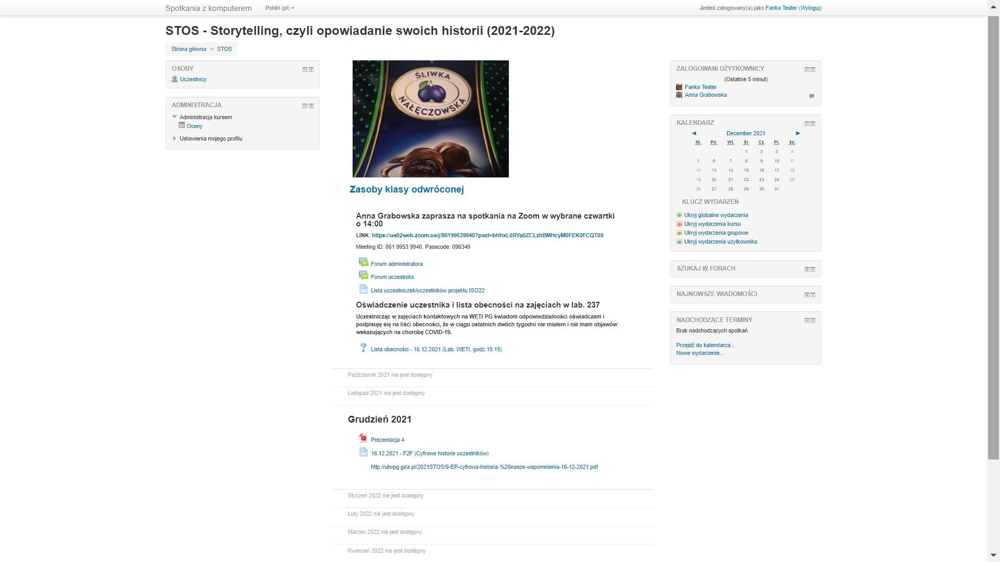 Spotkania z komputerem
Polski (pl)
Jesteś zalogowany(a) jako Fanka Tester (Wyloguj)
STOS - Storytelling, czyli opowiadanie swoich historii (2021-2022)
Strona główna
STOS
OSOBY
Uczestnicy
ADMINISTRACJA
Administracja kursem
Oceny
Ustawienia mojego profilu
ŚLIWKA
NAŁĘCZOWSKA
Zasoby klasy odwróconej
Anna Grabowska zaprasza na spotkania na Zoom w wybrane czwartki
o 14:00
LINK: https://us02web.zoom.us/j/86199539940?pwd=bHhxL0RYa0ZCLzhBMHcyM0FEK0FCQT09
Meeting ID: 861 9953 9940, Passcode: 096349
Forum administratora
Forum uczestnika
Lista uczestniczek/uczestników projektu ISO22
Oświadczenie uczestnika i lista obecności na zajęciach w lab. 237
Uczestnicząc w zajęciach kontaktowych na WETI PG świadom odpowiedzialności oświadczam i
podpisuję się na liści obecności, że w ciągu ostatnich dwóch tygodni nie miałem i nie mam objawów
wskazujących na chorobę COVID-19.
Lista obecności - 16.12.2021 (Lab. WETI, godz.15:15)
Październik 2021 nie jest dostępny
Listopad 2021 nie jest dostępny
Grudzień 2021
Prezentacja 4
16.12.2021 - F2F (Cyfrowe historie uczestników)
http://utwpg.gda.pl/2021STOS/9-EP-cyfrowa-historia-%20nasze-wspomnienia-16-12-2021.pdf
Styczeń 2022 nie jest dostępny
Luty 2022 nie jest dostępny
Marzec 2022 nie jest dostępny
Kwiecień 2022 nie jest dostępny
ZALOGOWANI UŻYTKOWNICY
(Ostatnie 5 minut)
Fanka Tester
Anna Grabowska
KALENDARZ
December 2021
Ni. Pn. Wt. Śr. Cz. Pi. So.
1 2 3 4
5 6 7 8 9 10 11
12 13 14 15 16 17 18
19 20 21 22 23 24 25
26 27 28 29 30 31
KLUCZ WYDARZEŃ
Ukryj globalne wydarzenia
Ukryj wydarzenia kursu
Ukryj wydarzenia grupowe
Ukryj wydarzenia użytkownika
SZUKAJ W FORACH
NAJNOWSZE WIADOMOŚCI
NADCHODZĄCE TERMINY
Brak nadchodzących spotkań
Przejdź do kalendarza...
Nowe wydarzenie...